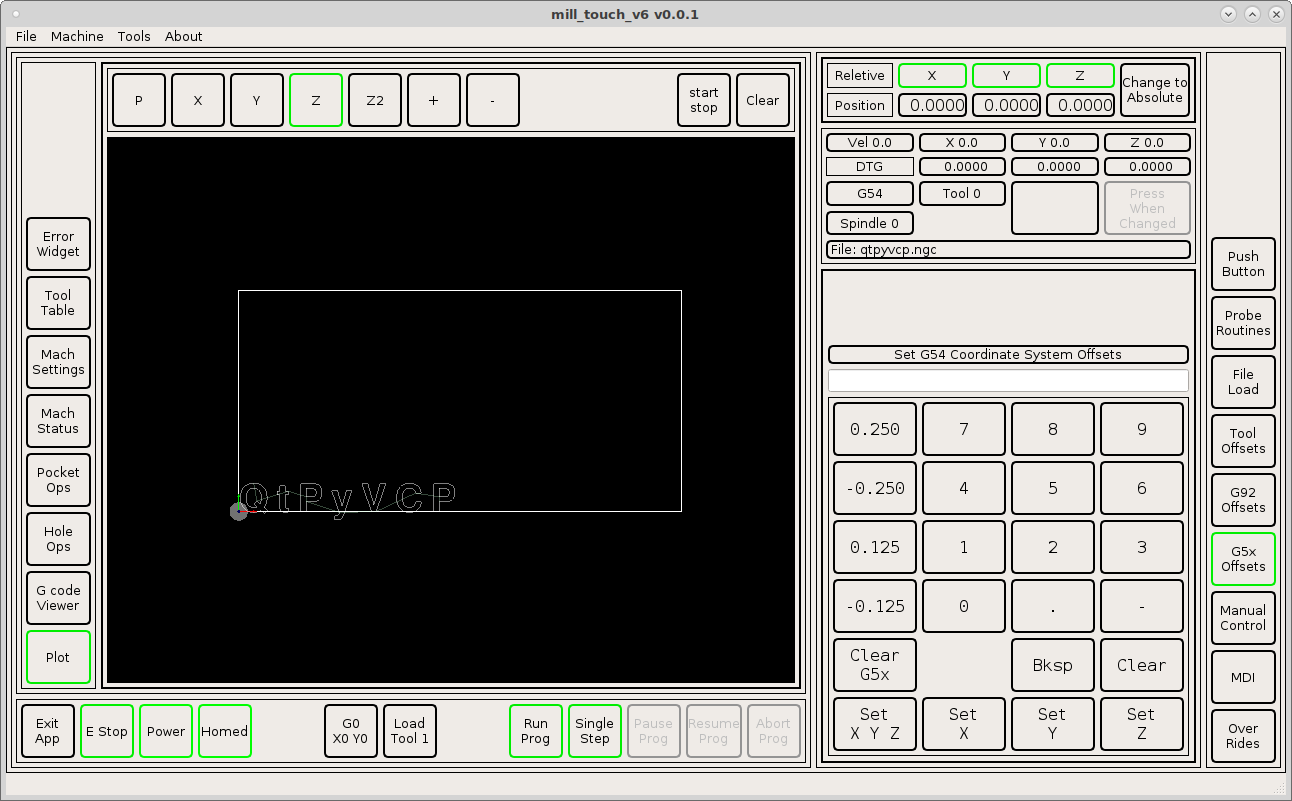 mill_touch_v6 v0.0.1
File Machine Tools About
P X Y Z Z2 + - start stop Clear
Error
Widget
Tool
Table
Mach
Settings
Mach
Status
Pocket
Ops
Hole
Ops
G code
Viewer
Plot
QtPyVCP
Exit
App
E Stop
Power
Homed
G0
X0 Y0
Load
Tool 1
Run
Prog
Single
Step
Pause
Prog
Resume
Prog
Abort
Prog
Reletive X Y Z
Position 0.0000 0.0000 0.0000
Change to
Absolute
Vel 0.0 X 0.0 Y 0.0 Z 0.0
DTG 0.0000 0.0000 0.0000
G54 Tool 0
Press
When
Changed
Spindle 0
File: qtpyvcp.ngc
Set G54 Coordinate System Offsets
0.250 7 8 9
-0.250 4 5 6
0.125 1 2 3
-0.125 0 . -
Clear
G5x
Bksp
Clear
Set
X Y Z
Set
X
Set
Y
Set
Z
Push
Button
Probe
Routines
File
Load
Tool
Offsets
G92
Offsets
G5x
Offsets
Manual
Control
MDI
Over
Rides